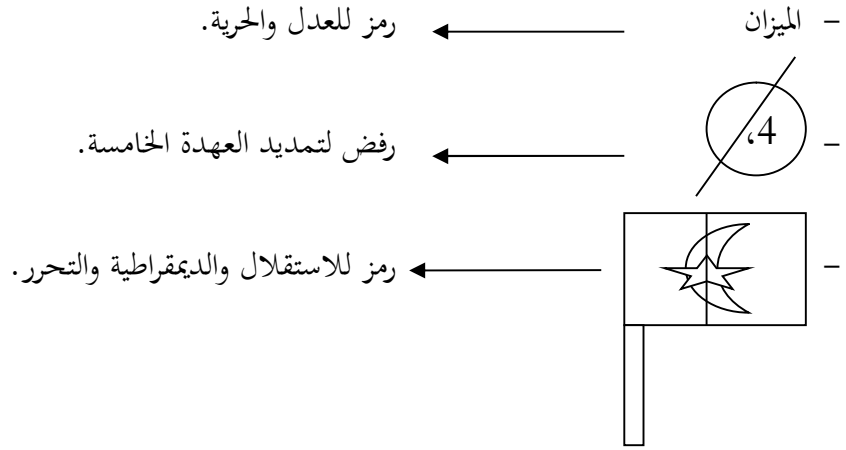 – الميزان رمز للعدل والحرية.
– 4، رفض لتمديد العهدة الخامسة.
– رمز للاستقلال والديمقراطية والتحرر.